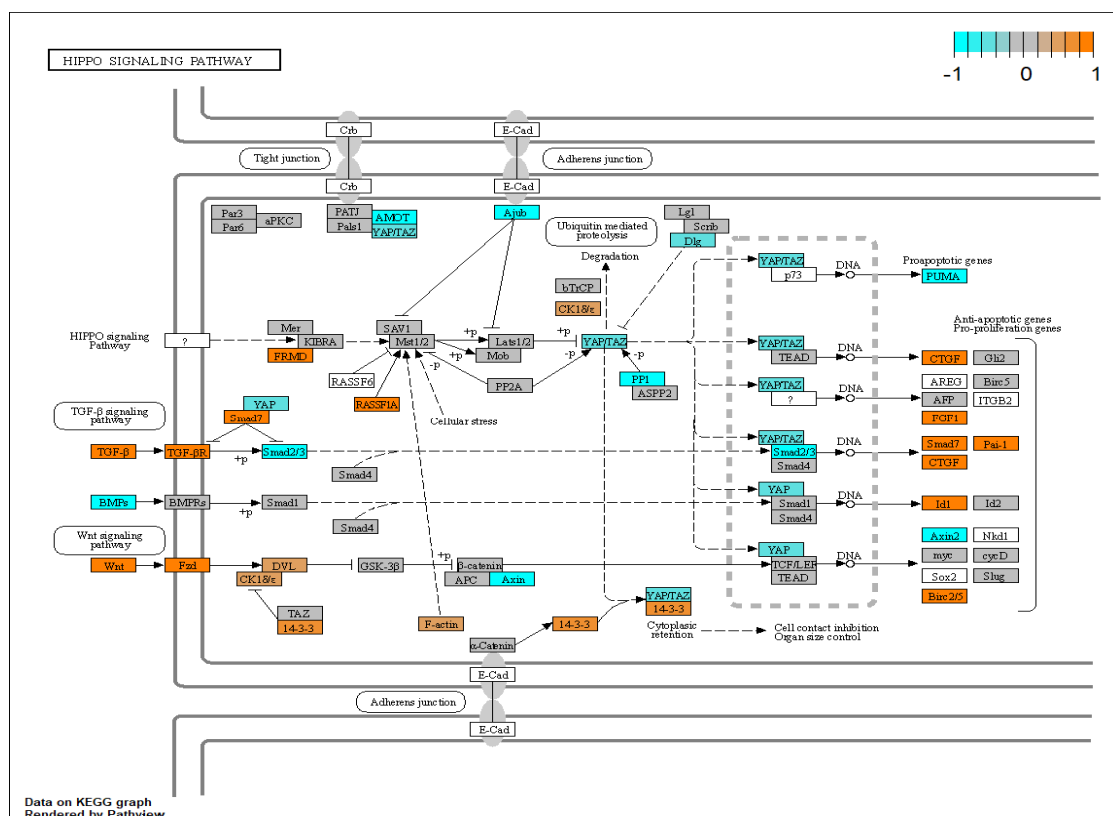 HIPPO SIGNALING PATHWAY
-1 0 1
Crb
E-Cad
Tight junction
Adherens junction
Crb
E-Cad
Par3
Par6
aPKC
PATJ
Pals1
AMOT
YAP/TAZ
Ajub
Ubiquitin mediated
proteolysis
Lgl
Scrib
Dlg
Degradation
bTrCP
CK1δ/ε
YAP/TAZ
p73
DNA
Proapoptotic genes
PUMA
HIPPO signaling
Pathway
?
Mer
KIBRA
FRMD
SAV1
Mst1/2
+p
+p
-p
Lats1/2
Mob
+p
-p
YAP/TAZ
-p
PP1
ASPP2
RASSF6
RASSF1A
PP2A
Cellular stress
YAP/TAZ
TEAD
DNA
Anti-apoptotic genes
Pro-proliferation genes
CTGF
Gli2
AREG
Birc5
AFP
ITGB2
FGF1
YAP/TAZ
?
DNA
TGF-β signaling
pathway
YAP
Smad7
TGF-β
TGF-βR
+p
Smad2/3
Smad4
YAP/TAZ
Smad2/3
Smad4
DNA
Smad7
Pai-1
CTGF
BMPs
BMPRs
+p
Smad1
Smad4
YAP
Smad1
Smad4
DNA
Id1
Id2
Wnt signaling
pathway
Wnt
Fzd
DVL
CK1δ/ε
GSK-3β
+p
β-catenin
APC
Axin
YAP
TCF/LEF
TEAD
DNA
Axin2
Nkd1
myc
cycD
Sox2
Slug
Birc2/5
TAZ
14-3-3
F-actin
α-Catenin
14-3-3
YAP/TAZ
14-3-3
Cytoplasic
retention
Cell contact inhibition
Organ size control
E-Cad
Adherens junction
E-Cad
Data on KEGG graph
Rendered by Pathview